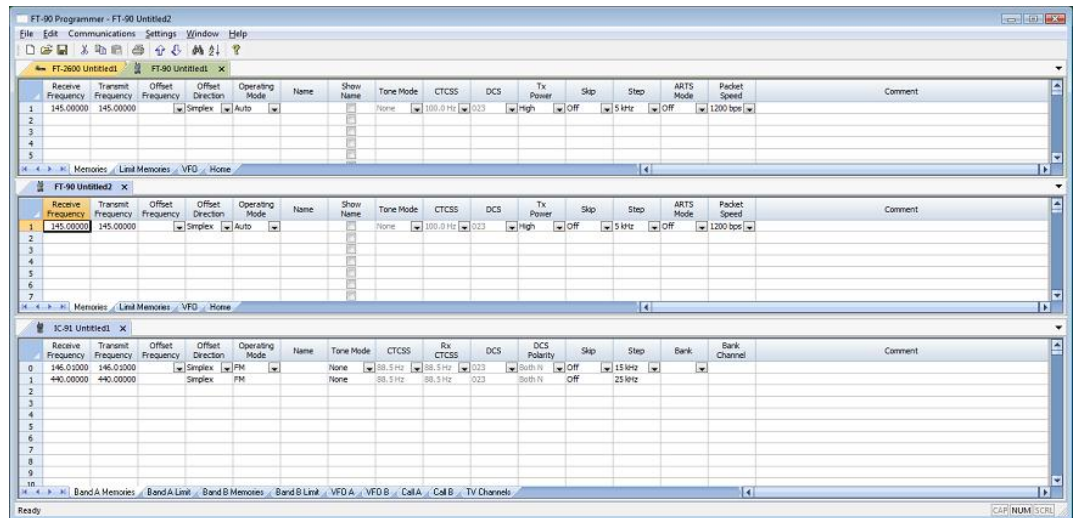 FT-90 Programmer - FT-90 Untitled2
File Edit Communications Settings Window Help
FT-2600 Untitled1 FT-90 Untitled1 x
Receive Frequency Transmit Frequency Offset Frequency Offset Direction Operating Mode Name Show Name Tone Mode CTCSS DCS Tx Power Skip Step ARTS Mode Packet Speed Comment
1 145.00000 145.00000 Simplex Auto None 100.0 Hz 023 High Off 5 kHz Off 1200 bps
2
3
4
5
Memories Limit Memories VFO Home
FT-90 Untitled2 x
Receive Frequency Transmit Frequency Offset Frequency Offset Direction Operating Mode Name Show Name Tone Mode CTCSS DCS Tx Power Skip Step ARTS Mode Packet Speed Comment
1 145.00000 145.00000 Simplex Auto None 100.0 Hz 023 High Off 5 kHz Off 1200 bps
2
3
4
5
6
7
Memories Limit Memories VFO Home
IC-91 Untitled1 x
Receive Frequency Transmit Frequency Offset Frequency Offset Direction Operating Mode Name Tone Mode CTCSS Rx CTCSS DCS DCS Polarity Skip Step Bank Bank Channel Comment
0 146.01000 146.01000 Simplex FM None 88.5 Hz 88.5 Hz 023 Both N Off 15 kHz
1 440.00000 440.00000 Simplex FM None 88.5 Hz 88.5 Hz 023 Both N Off 25 kHz
2
3
4
5
6
7
8
9
10
Band A Memories Band A Limit Band B Memories Band B Limit VFO A VFO B Call A Call B TV Channels
Ready CAP NUM SCRL